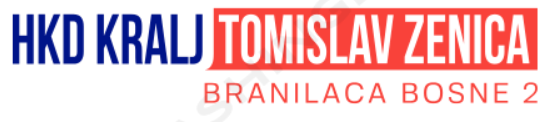 HKD KRALJ TOMISLAV ZENICA
BRANILACA BOSNE 2